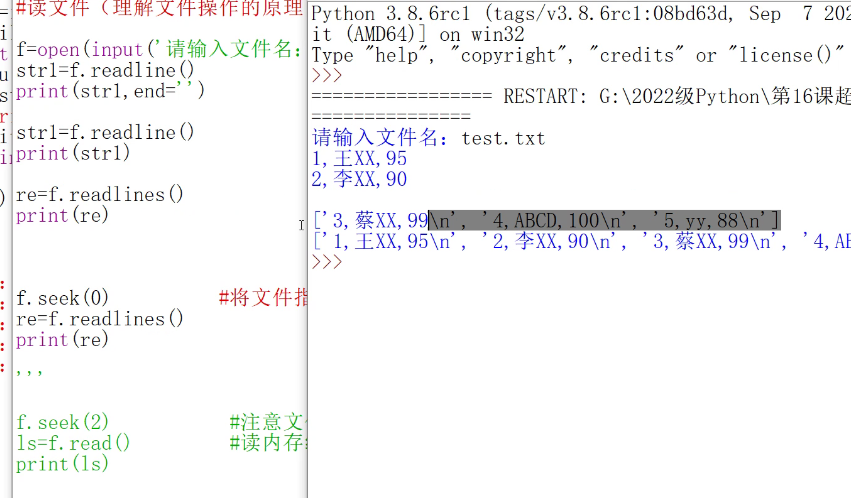 #读文件（理解文件操作的原理
f=open(input('请输入文件名：
str1=f.readline()
print(str1,end='')
str1=f.readline()
print(str1)
re=f.readlines()
print(re)
f.seek(0) #将文件指
re=f.readlines()
print(re)
'''
f.seek(2) #注意文
ls=f.read() #读内存
print(ls)
Python 3.8.6rc1 (tags/v3.8.6rc1:08bd63d, Sep 7 202
it (AMD64)] on win32
Type "help", "copyright", "credits" or "license()"
>>>
================= RESTART: G:\2022级Python\第16课超
===============
请输入文件名：test.txt
1,王XX,95
2,李XX,90
['3,蔡XX,99\n', '4,ABCD,100\n', '5,yy,88\n']
['1,王XX,95\n', '2,李XX,90\n', '3,蔡XX,99\n', '4,AB
>>>